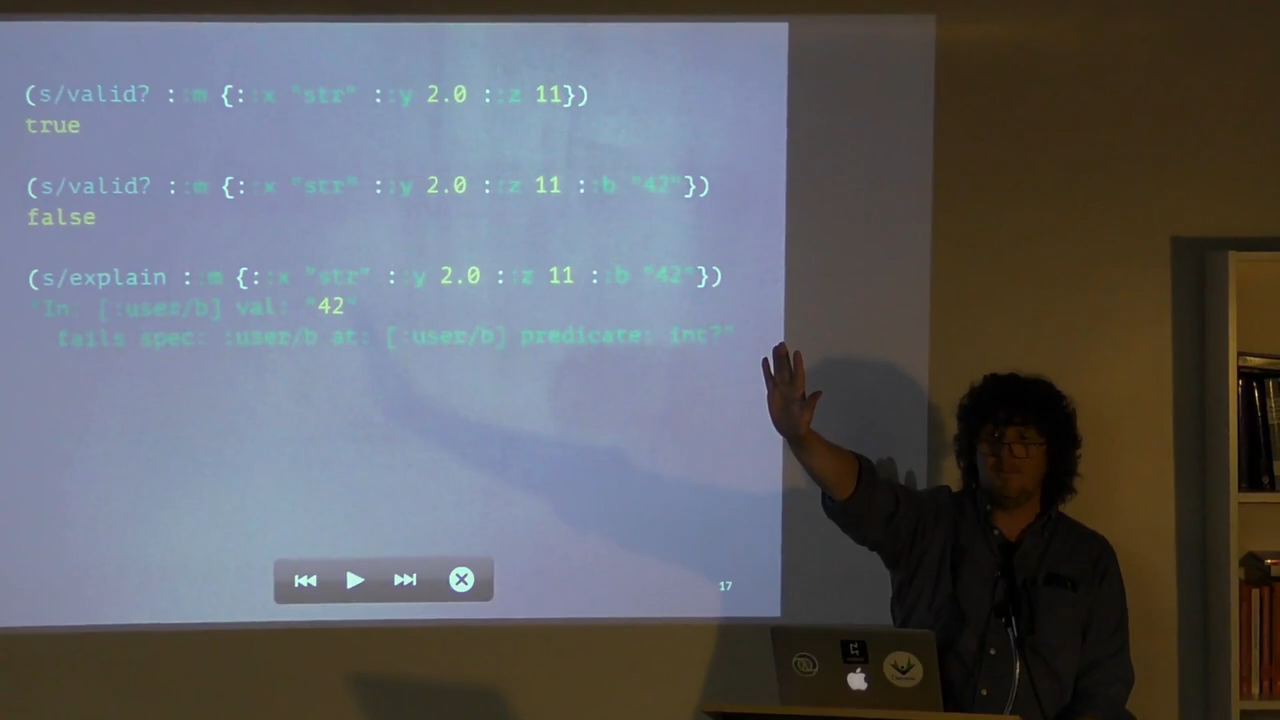 (s/valid? ::m {::x "str" ::y 2.0 ::z 11})
true
(s/valid? ::m {::x "str" ::y 2.0 ::z 11 ::b "42"})
false
(s/explain ::m {::x "str" ::y 2.0 ::z 11 ::b "42"})
"In: [:user/b] val: "42"
fails spec: :user/b at: [:user/b] predicate: int?"
17